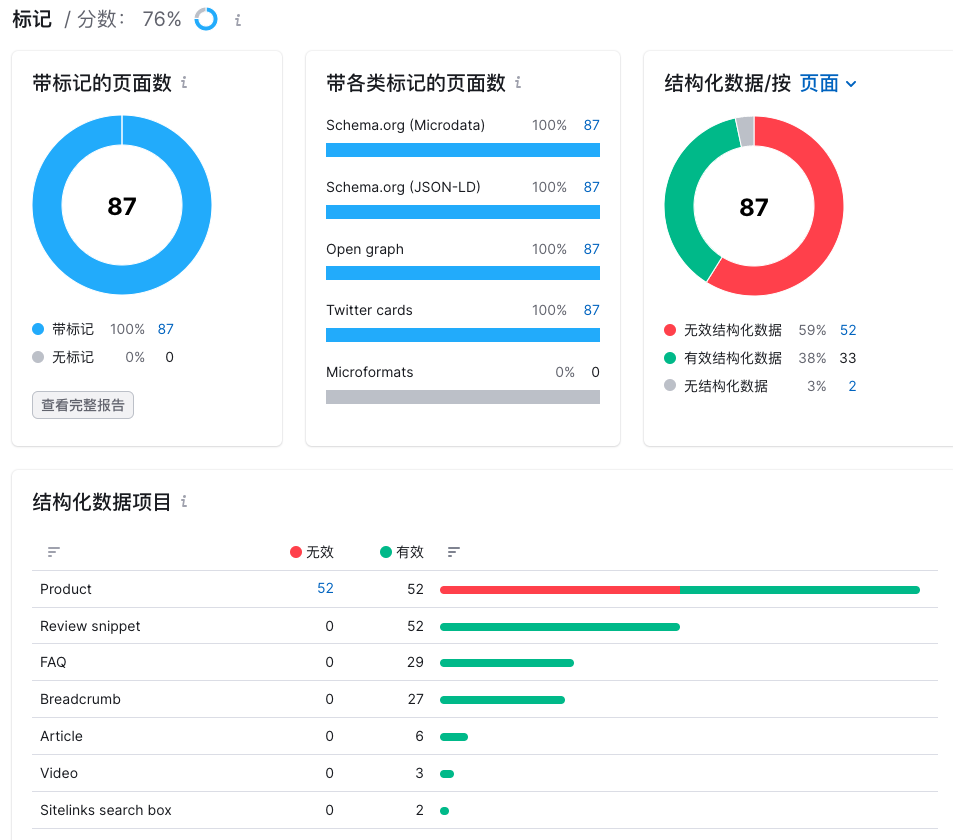 标记 / 分数: 76% i
带标记的页面数 i
87
带标记 100% 87
无标记 0% 0
查看完整报告
带各类标记的页面数 i
Schema.org (Microdata) 100% 87
Schema.org (JSON-LD) 100% 87
Open graph 100% 87
Twitter cards 100% 87
Microformats 0% 0
结构化数据/按 页面
87
无效结构化数据 59% 52
有效结构化数据 38% 33
无结构化数据 3% 2
结构化数据项目 i
无效 有效
Product 52 52
Review snippet 0 52
FAQ 0 29
Breadcrumb 0 27
Article 0 6
Video 0 3
Sitelinks search box 0 2